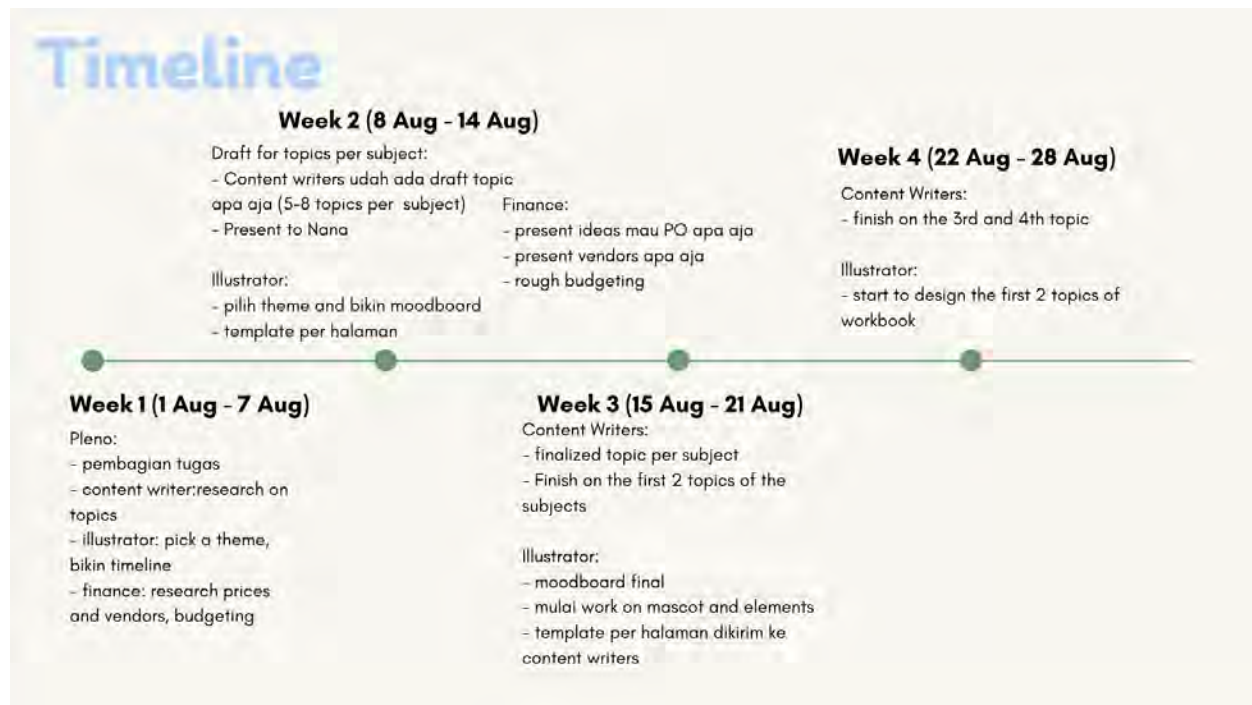 Timeline
Week 2 (8 Aug - 14 Aug)
Draft for topics per subject:
- Content writers udah ada draft topic
apa aja (5-8 topics per subject)
- Present to Nana
Illustrator:
- pilih theme and bikin moodboard
- template per halaman
Finance:
- present ideas mau PO apa aja
- present vendors apa aja
- rough budgeting
Week 4 (22 Aug - 28 Aug)
Content Writers:
- finish on the 3rd and 4th topic
Illustrator:
- start to design the first 2 topics of
workbook
Week 1 (1 Aug - 7 Aug)
Pleno:
- pembagian tugas
- content writer:research on
topics
- illustrator: pick a theme,
bikin timeline
- finance: research prices
and vendors, budgeting
Week 3 (15 Aug - 21 Aug)
Content Writers:
- finalized topic per subject
- Finish on the first 2 topics of the
subjects
Illustrator:
- moodboard final
- mulai work on mascot and elements
- template per halaman dikirim ke
content writers